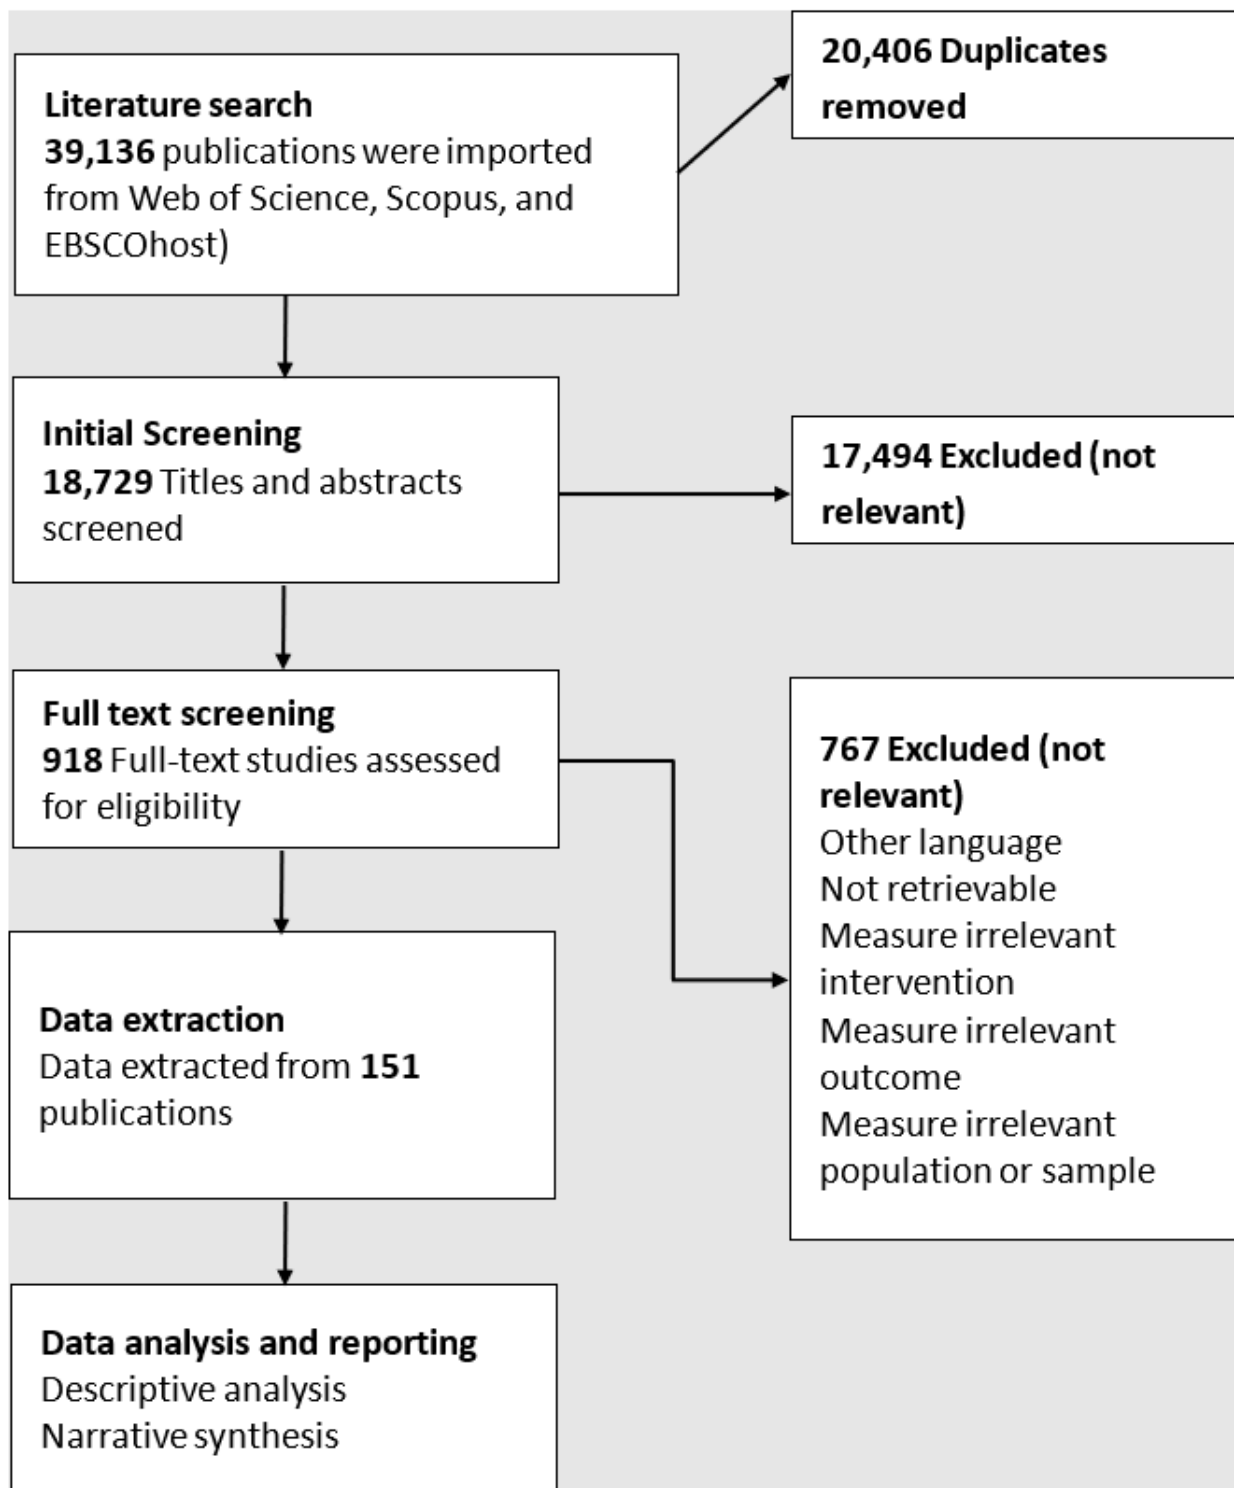 Literature search
39,136 publications were imported
from Web of Science, Scopus, and
EBSCOhost)
20,406 Duplicates
removed
Initial Screening
18,729 Titles and abstracts
screened
17,494 Excluded (not
relevant)
Full text screening
918 Full-text studies assessed
for eligibility
767 Excluded (not
relevant)
Other language
Not retrievable
Measure irrelevant
intervention
Measure irrelevant
outcome
Measure irrelevant
population or sample
Data extraction
Data extracted from 151
publications
Data analysis and reporting
Descriptive analysis
Narrative synthesis